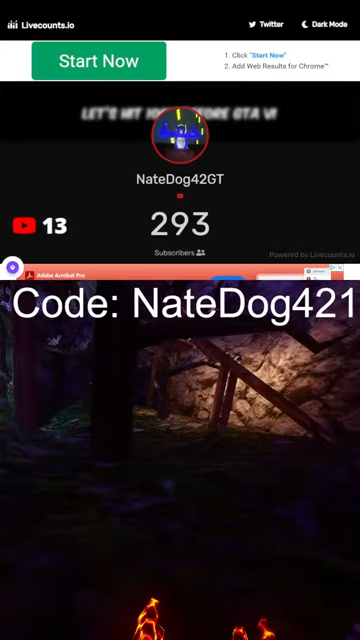 Livecounts.io
Twitter
Dark Mode
Start Now
1. Click "Start Now"
2. Add Web Results for Chrome™
NateDog42GT
13
293
Subscribers
Powered by Livecounts.io
Adobe Acrobat Pro
Code: NateDog421